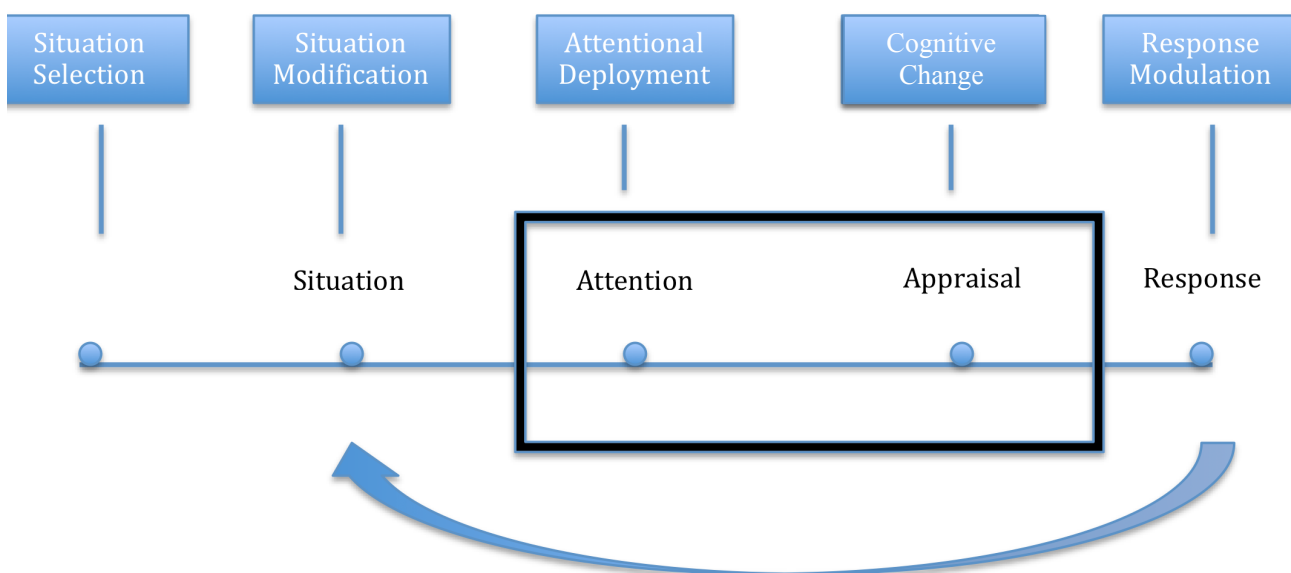 Situation
Selection
Situation
Modification
Attentional
Deployment
Cognitive
Change
Response
Modulation
Situation
Attention
Appraisal
Response